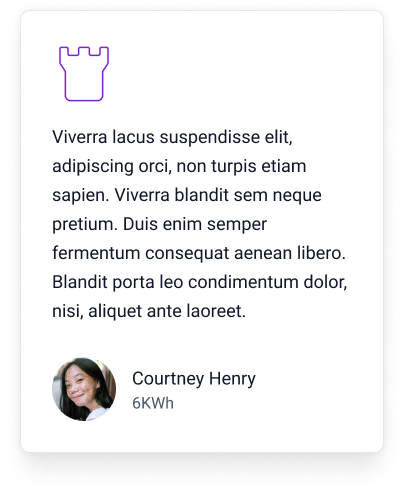 Viverra lacus suspendisse elit,
adipiscing orci, non turpis etiam
sapien. Viverra blandit sem neque
pretium. Duis enim semper
fermentum consequat aenean libero.
Blandit porta leo condimentum dolor,
nisi, aliquet ante laoreet.
Courtney Henry
6KWh